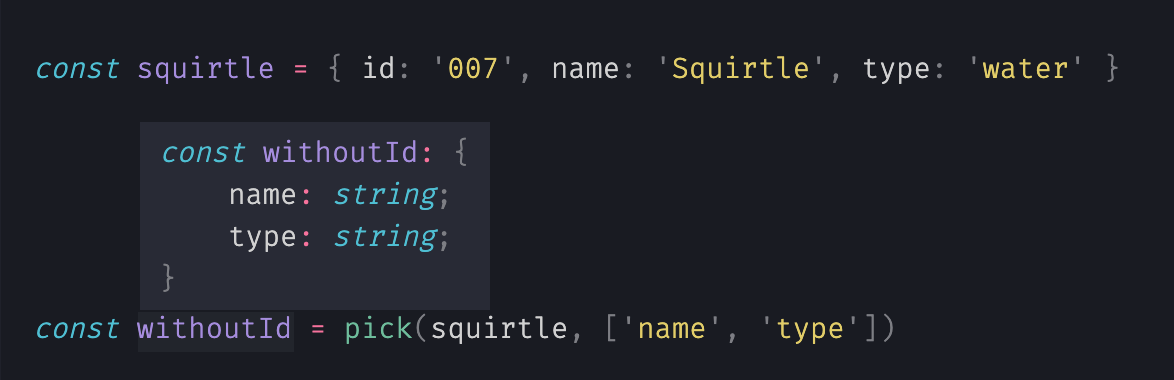 const squirtle = { id: '007', name: 'Squirtle', type: 'water' }
const withoutId: {
    name: string;
    type: string;
}
const withoutId = pick(squirtle, ['name', 'type'])